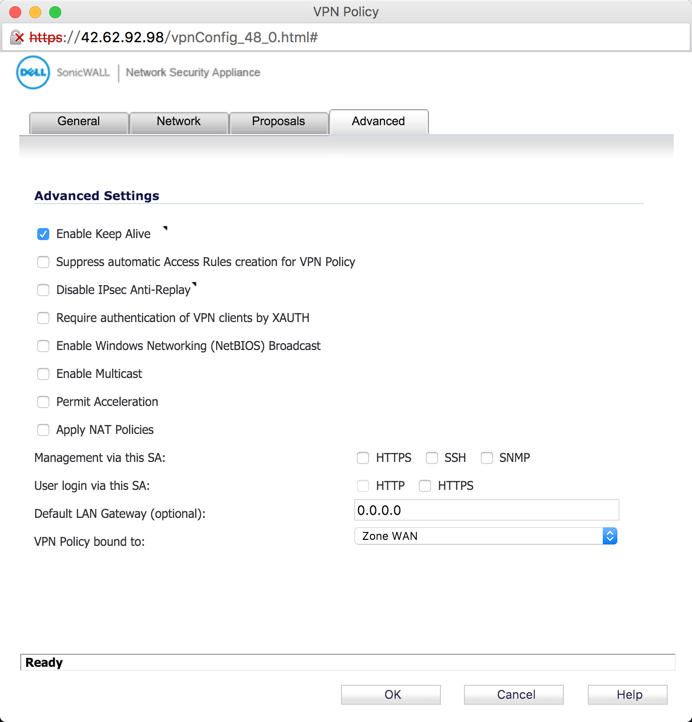 VPN Policy
https://42.62.92.98/vpnConfig_48_0.html#
DELL SonicWALL | Network Security Appliance
General Network Proposals Advanced
Advanced Settings
Enable Keep Alive
Suppress automatic Access Rules creation for VPN Policy
Disable IPsec Anti-Replay
Require authentication of VPN clients by XAUTH
Enable Windows Networking (NetBIOS) Broadcast
Enable Multicast
Permit Acceleration
Apply NAT Policies
Management via this SA: HTTPS SSH SNMP
User login via this SA: HTTP HTTPS
Default LAN Gateway (optional): 0.0.0.0
VPN Policy bound to: Zone WAN
Ready
OK Cancel Help